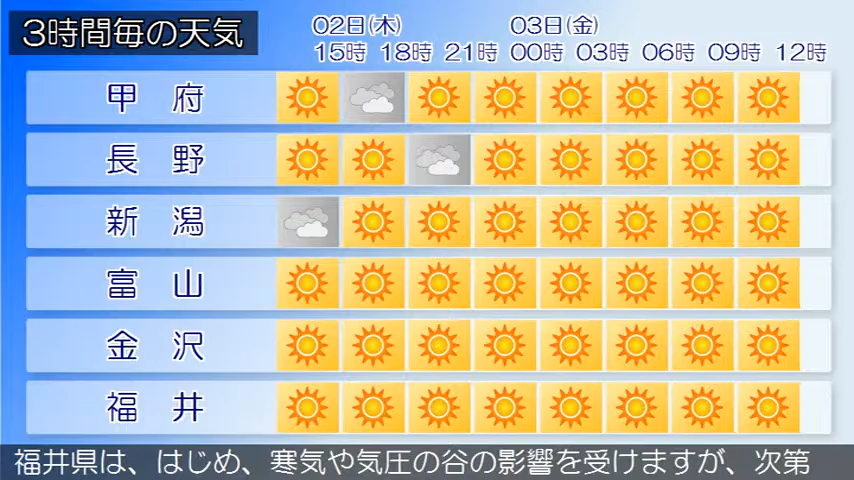 3時間毎の天気
02日(木) 03日(金)
15時 18時 21時 00時 03時 06時 09時 12時
甲府
長野
新潟
富山
金沢
福井
福井県は、はじめ、寒気や気圧の谷の影響を受けますが、次第